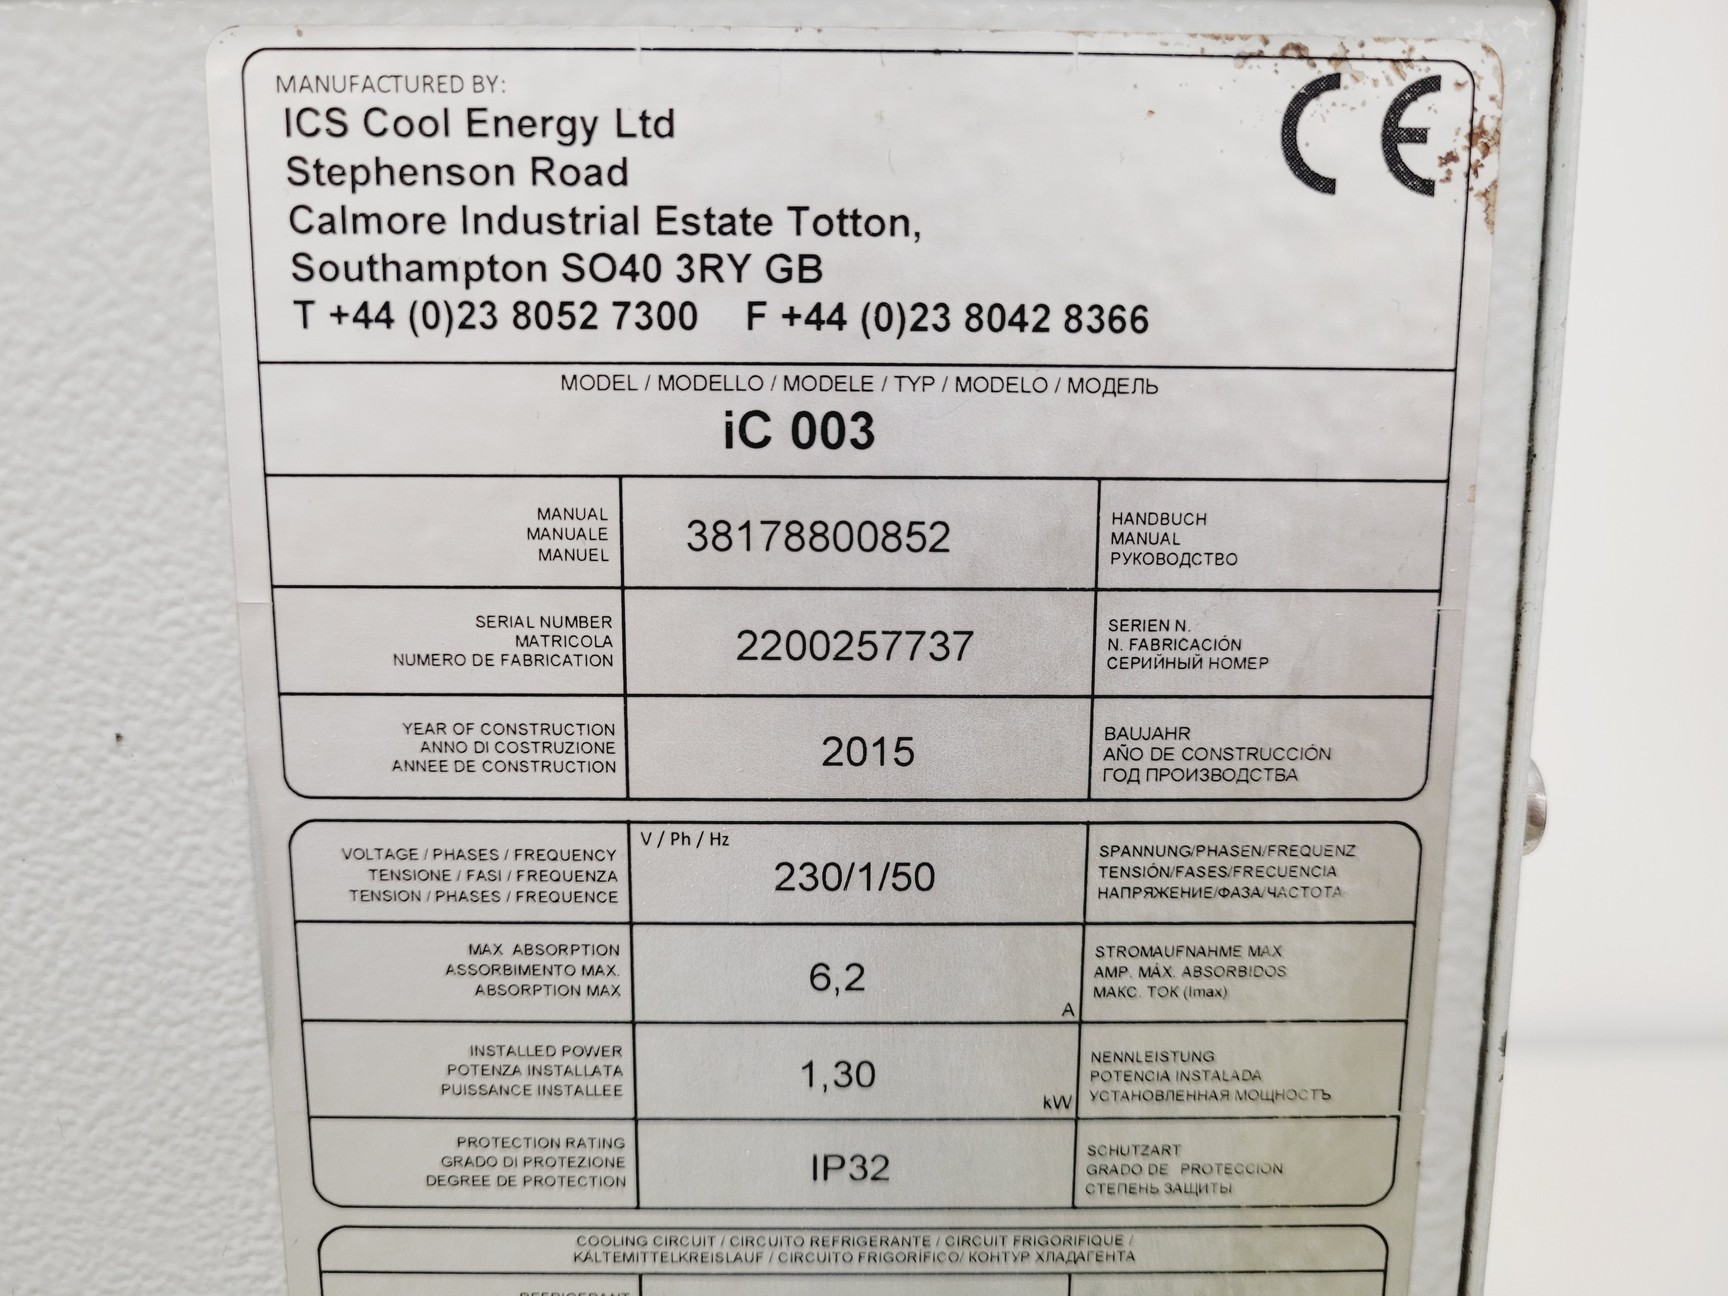 MANUFACTURED BY:
ICS Cool Energy Ltd
Stephenson Road
Calmore Industrial Estate Totton,
Southampton SO40 3RY GB
T +44 (0)23 8052 7300 F +44 (0)23 8042 8366
CE
MODEL / MODELLO / MODELE / TYP / MODELO / МОДЕЛЬ
iC 003
MANUAL
MANUALE
MANUEL
38178800852
HANDBUCH
MANUAL
РУКОВОДСТВО
SERIAL NUMBER
MATRICOLA
NUMERO DE FABRICATION
2200257737
SERIEN N.
N. FABRICACIÓN
СЕРИЙНЫЙ НОМЕР
YEAR OF CONSTRUCTION
ANNO DI COSTRUZIONE
ANNEE DE CONSTRUCTION
2015
BAUJAHR
AÑO DE CONSTRUCCIÓN
ГОД ПРОИЗВОДСТВА
VOLTAGE / PHASES / FREQUENCY
TENSIONE / FASI / FREQUENZA
TENSION / PHASES / FREQUENCE
V / Ph / Hz
230/1/50
SPANNUNG/PHASEN/FREQUENZ
TENSIÓN/FASES/FRECUENCIA
НАПРЯЖЕНИЕ/ФАЗА/ЧАСТОТА
MAX ABSORPTION
ASSORBIMENTO MAX.
ABSORPTION MAX
6,2
A
STROMAUFNAHME MAX
AMP. MÁX. ABSORBIDOS
МАКС. ТОК (Imax)
INSTALLED POWER
POTENZA INSTALLATA
PUISSANCE INSTALLEE
1,30
kW
NENNLEISTUNG
POTENCIA INSTALADA
УСТАНОВЛЕННАЯ МОЩНОСТЪ
PROTECTION RATING
GRADO DI PROTEZIONE
DEGREE DE PROTECTION
IP32
SCHUTZART
GRADO DE PROTECCION
СТЕПЕНЬ ЗАЩИТЫ
COOLING CIRCUIT / CIRCUITO REFRIGERANTE / CIRCUIT FRIGORIFIQUE /
KÄLTEMITTELKREISLAUF / CIRCUITO FRIGORÍFICO/ КОНТУР ХЛАДАГЕНТА
REFRIGERANT